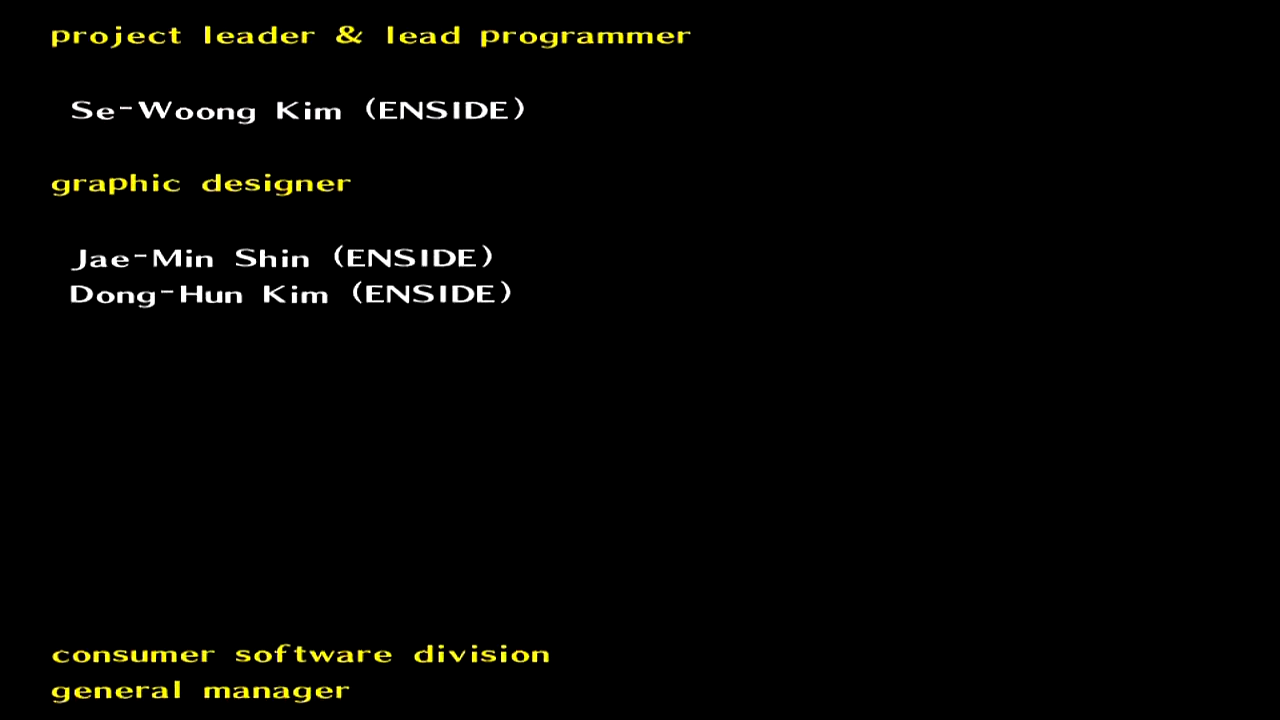 project leader & lead programmer
Se-Woong Kim (ENSIDE)
graphic designer
Jae-Min Shin (ENSIDE)
Dong-Hun Kim (ENSIDE)
consumer software division
general manager